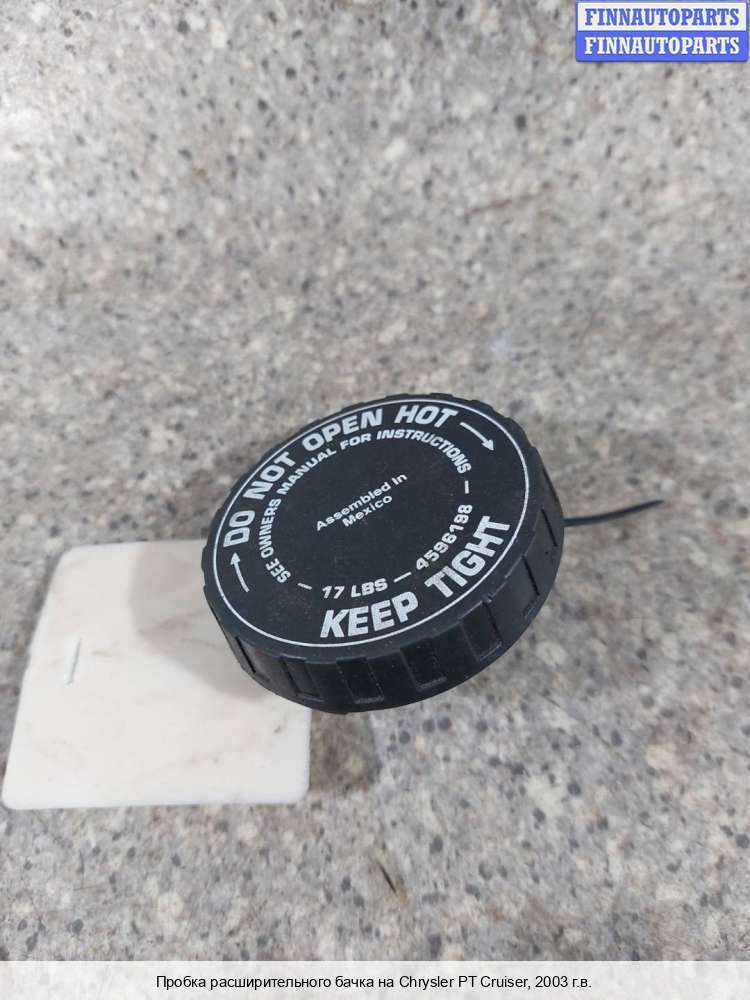 FINNAUTOPARTS
FINNAUTOPARTS
DO NOT OPEN HOT
SEE OWNERS MANUAL FOR INSTRUCTIONS
Assembled in
Mexico
— 17 LBS — 4596198 —
KEEP TIGHT
Пробка расширительного бачка на Chrysler PT Cruiser, 2003 г.в.